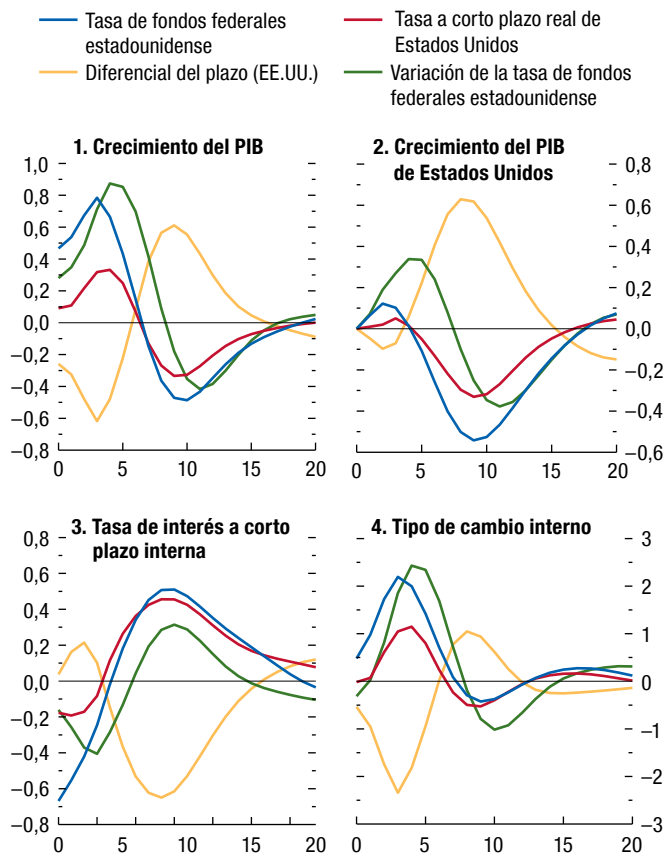 Tasa de fondos federales
estadounidense
Diferencial del plazo (EE.UU.)
Tasa a corto plazo real de
Estados Unidos
Variación de la tasa de fondos
federales estadounidense
1. Crecimiento del PIB
1,0
0,8
0,6
0,4
0,2
0,0
–0,2
–0,4
–0,6
–0,8
0 5 10 15 20
2. Crecimiento del PIB
de Estados Unidos
0,8
0,6
0,4
0,2
0,0
–0,2
–0,4
–0,6
0 5 10 15 20
3. Tasa de interés a corto
plazo interna
0,8
0,6
0,4
0,2
0,0
–0,2
–0,4
–0,6
–0,8
0 5 10 15 20
4. Tipo de cambio interno
3
2
1
0
–1
–2
–3
0 5 10 15 20